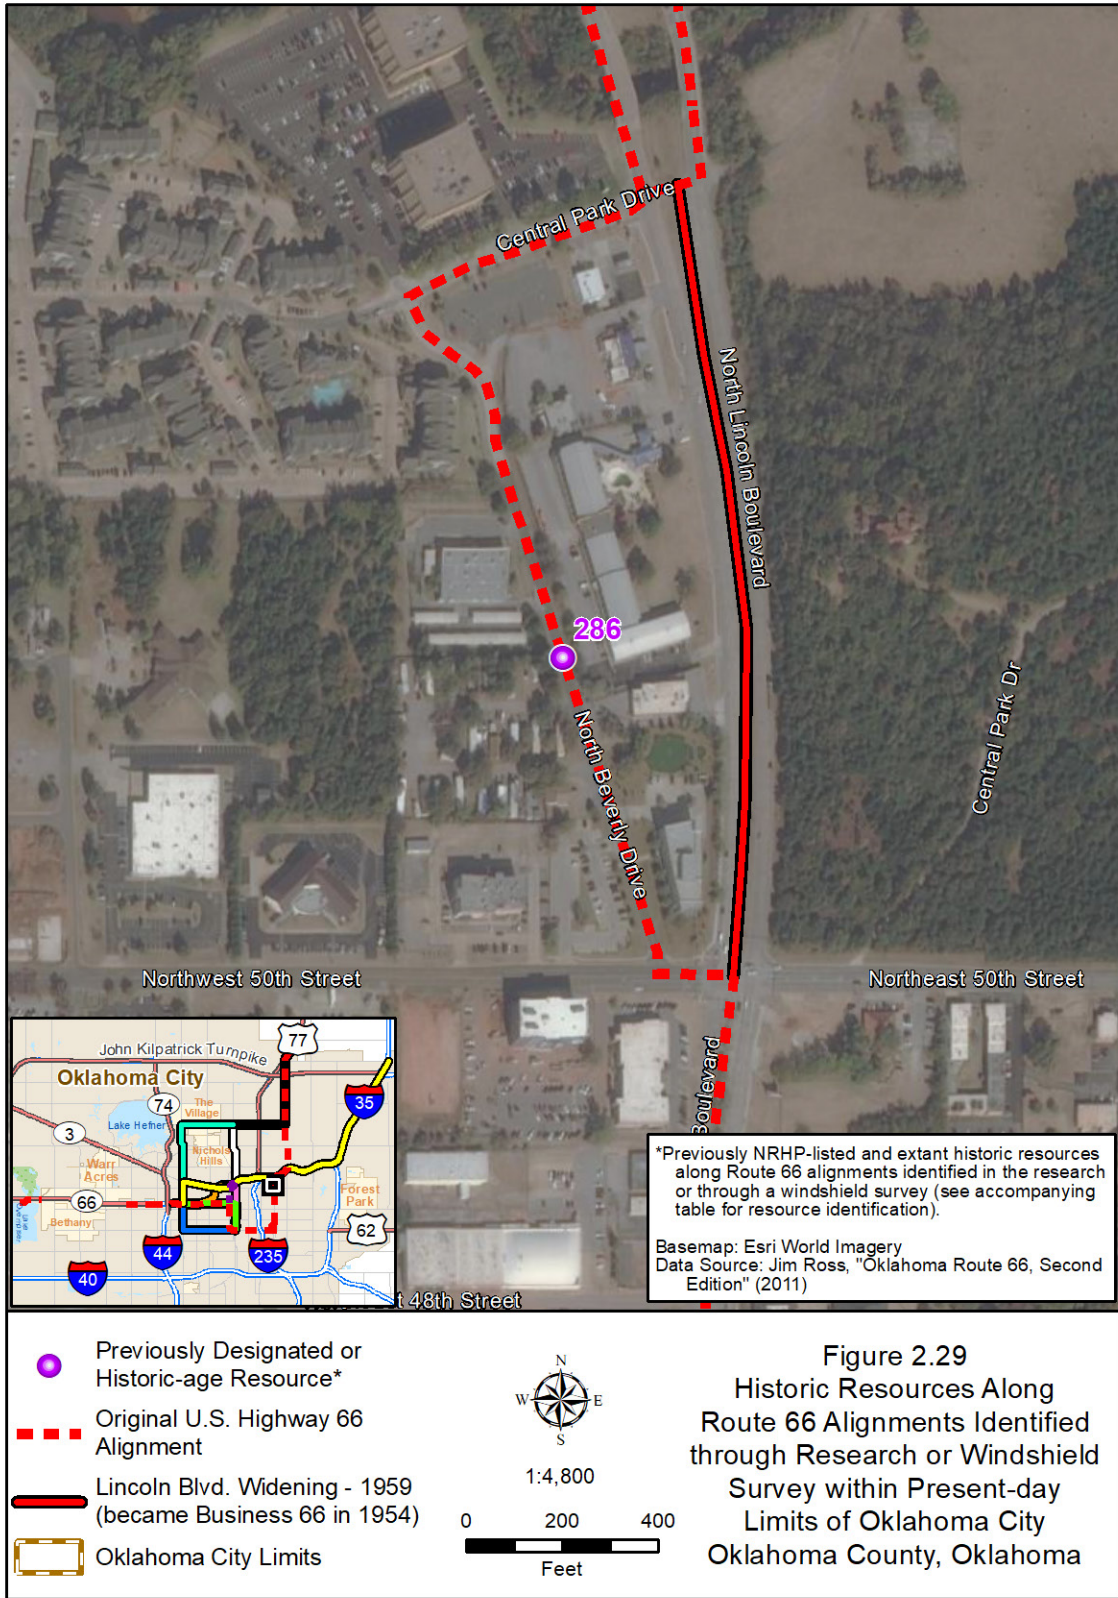 Central Park Drive
North Lincoln Boulevard
286
North Beverly Drive
Central Park Dr
Northwest 50th Street
Northeast 50th Street
Boulevard
48th Street
77
John Kilpatrick Turnpike
Oklahoma City
74
The
Village
35
Lake Hefner
3
Nichols
Hills
Warr
Acres
66
Forest
Park
Bethany
62
44
235
40
*Previously NRHP-listed and extant historic resources
along Route 66 alignments identified in the research
or through a windshield survey (see accompanying
table for resource identification).
Basemap: Esri World Imagery
Data Source: Jim Ross, "Oklahoma Route 66, Second
Edition" (2011)
Previously Designated or
Historic-age Resource*
Original U.S. Highway 66
Alignment
Lincoln Blvd. Widening - 1959
(became Business 66 in 1954)
Oklahoma City Limits
N
W E
S
1:4,800
0 200 400
Feet
Figure 2.29
Historic Resources Along
Route 66 Alignments Identified
through Research or Windshield
Survey within Present-day
Limits of Oklahoma City
Oklahoma County, Oklahoma